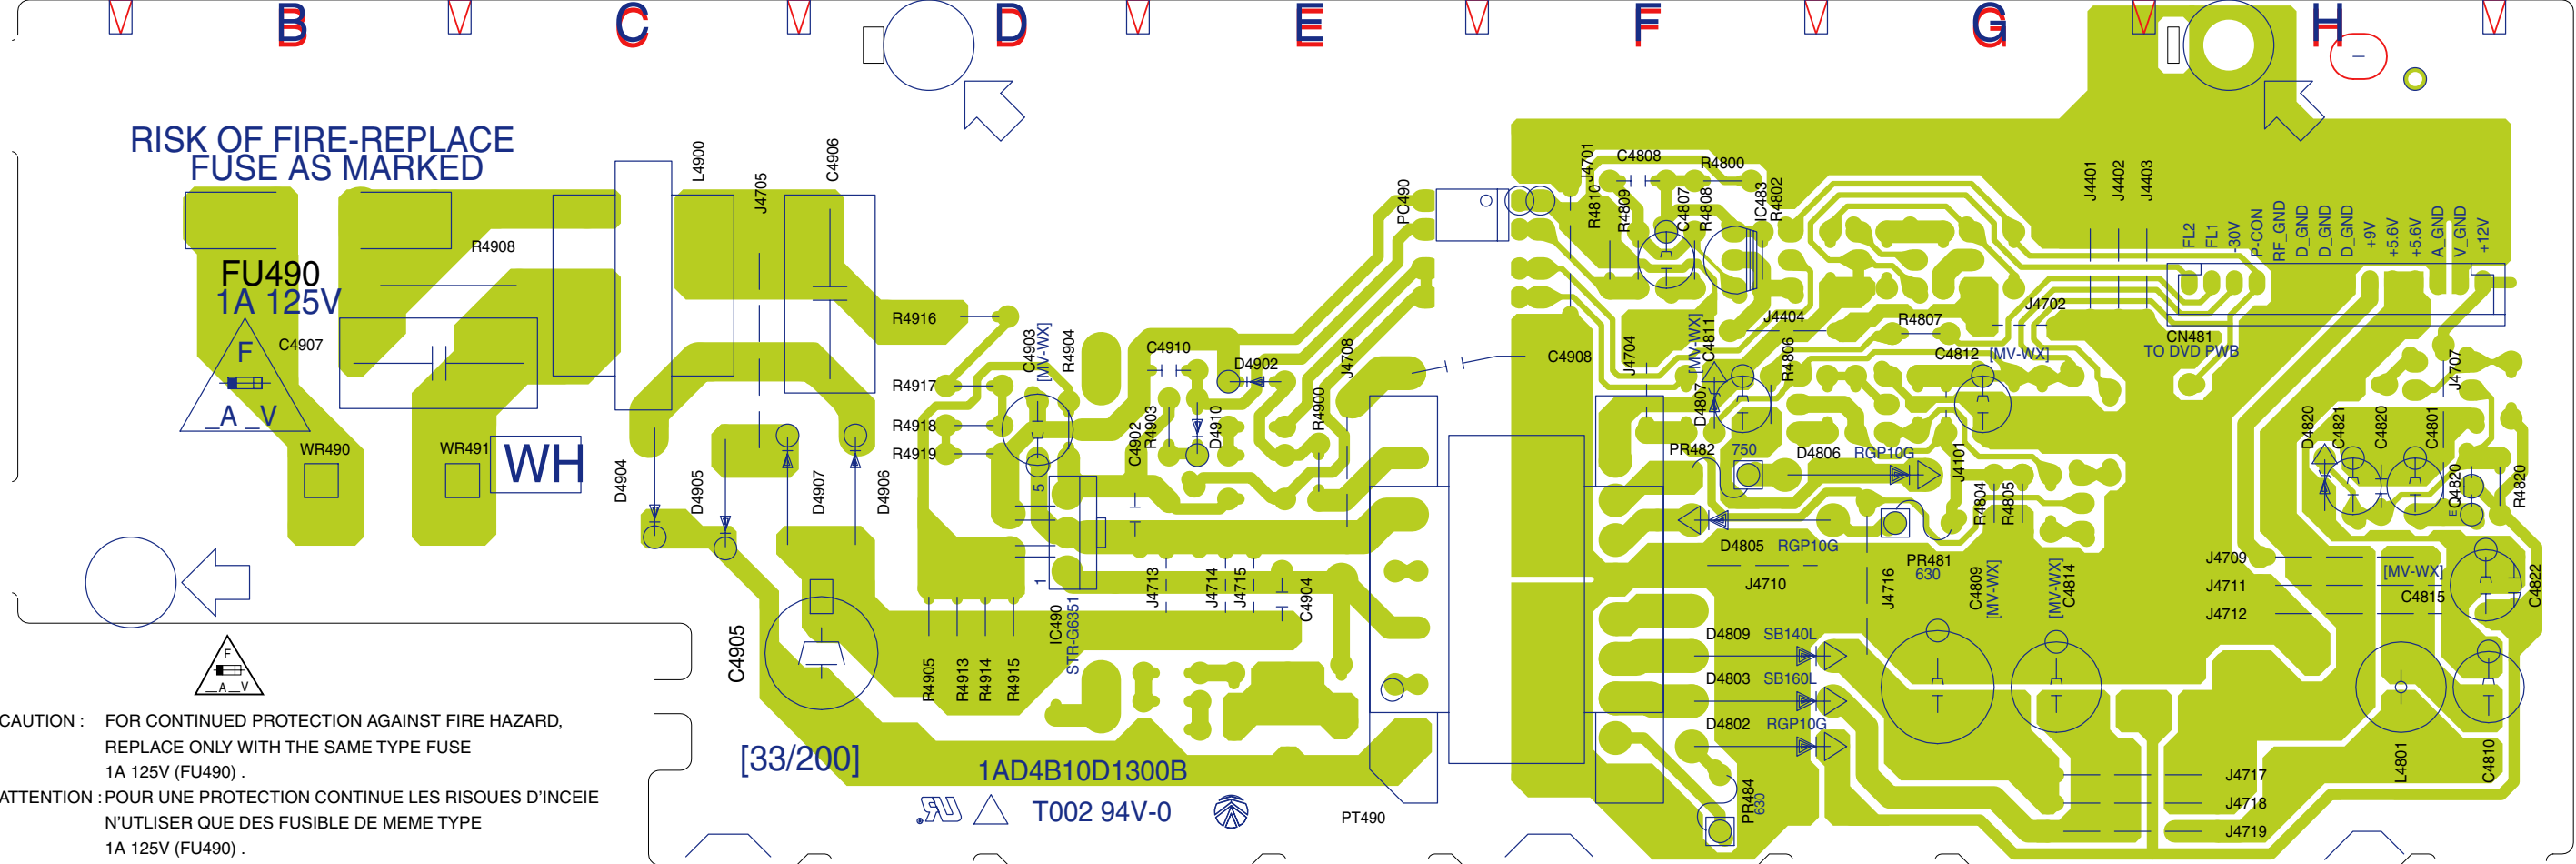 B C D E F G H
RISK OF FIRE-REPLACE
FUSE AS MARKED
L4900
J4705
C4906
R4908
FU490
1A 125V
C4907
F
_A_V
WR490
WR491
WH
D4904
D4905
D4907
D4906
R4916
R4917
R4918
R4919
C4903
[MV-WX]
R4904
C4910
D4902
J4708
R4900
C4902
R4903
D4910
5
1
IC490
STR-G6351
J4713
J4714
J4715
C4904
C4905
R4905
R4913
R4914
R4915
PC490
C4908
J4701
C4808
R4800
R4810
R4809
C4807
R4808
IC483
R4802
J4401
J4402
J4403
FL2
FL1
-30V
P-CON
RF_GND
D_GND
D_GND
D_GND
+9V
+5.6V
+5.6V
A_GND
V_GND
+12V
J4702
CN481
TO DVD PWB
J4704
[MV-WX]
C4811
J4404
R4806
R4807
C4812 [MV-WX]
D4807
J4707
PR482
750
D4806 RGP10G
J4101
R4804
R4805
D4820
C4821
C4820
C4801
Q4820
E
R4820
D4805 RGP10G
J4710
J4716
PR481
630
C4809
[MV-WX]
[MV-WX]
C4814
J4709
J4711
J4712
[MV-WX]
C4815
C4822
D4809 SB140L
D4803 SB160L
D4802 RGP10G
PR484
630
L4801
C4810
J4717
J4718
J4719
PT490
[33/200]
1AD4B10D1300B
T002 94V-0
F
_A_V
CAUTION : FOR CONTINUED PROTECTION AGAINST FIRE HAZARD,
REPLACE ONLY WITH THE SAME TYPE FUSE
1A 125V (FU490) .
ATTENTION : POUR UNE PROTECTION CONTINUE LES RISOUES D'INCEIE
N'UTLISER QUE DES FUSIBLE DE MEME TYPE
1A 125V (FU490) .